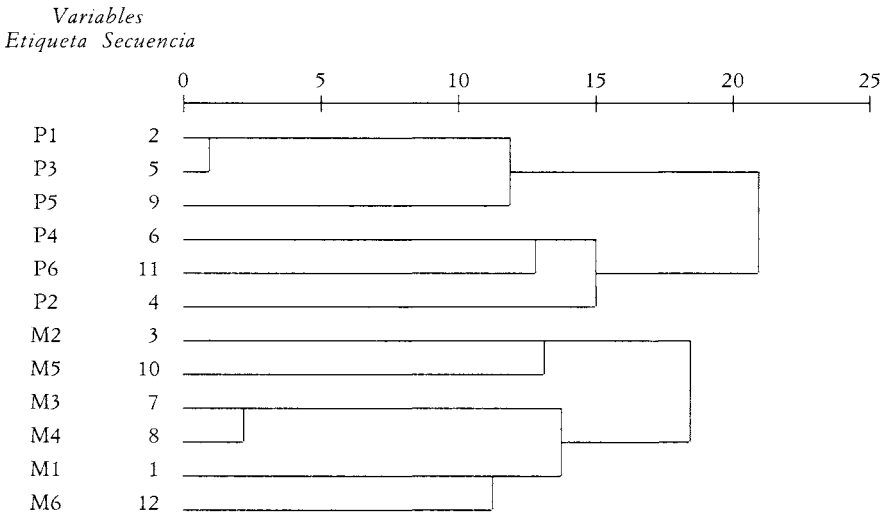 Variables
Etiqueta Secuencia
0 5 10 15 20 25
P1 2
P3 5
P5 9
P4 6
P6 11
P2 4
M2 3
M5 10
M3 7
M4 8
M1 1
M6 12